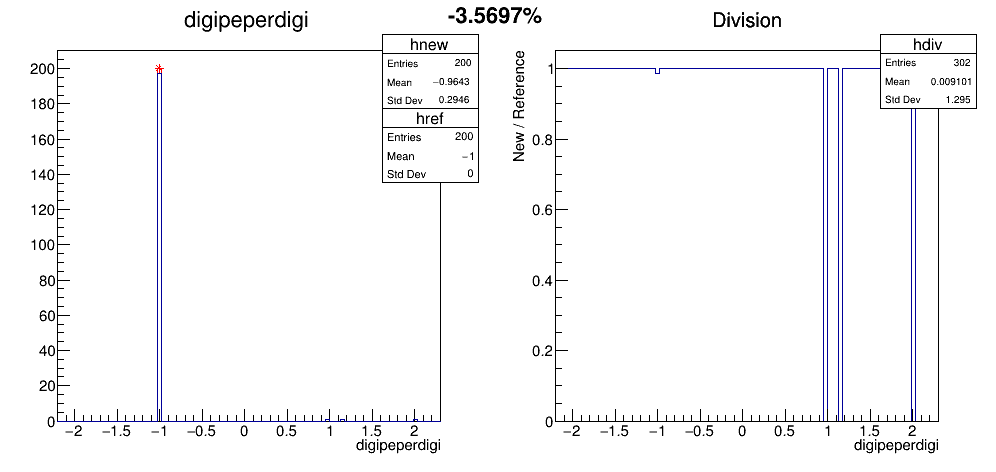 -3.5697%
digipeperdigi
hnew
Entries 200
Mean −0.9643
Std Dev 0.2946
href
Entries 200
Mean −1
Std Dev 0
200
180
160
140
120
100
80
60
40
20
0
−2 −1.5 −1 −0.5 0 0.5 1 1.5 2
digipeperdigi
Division
hdiv
Entries 302
Mean 0.009101
Std Dev 1.295
New / Reference
1
0.8
0.6
0.4
0.2
0
−2 −1.5 −1 −0.5 0 0.5 1 1.5 2
digipeperdigi